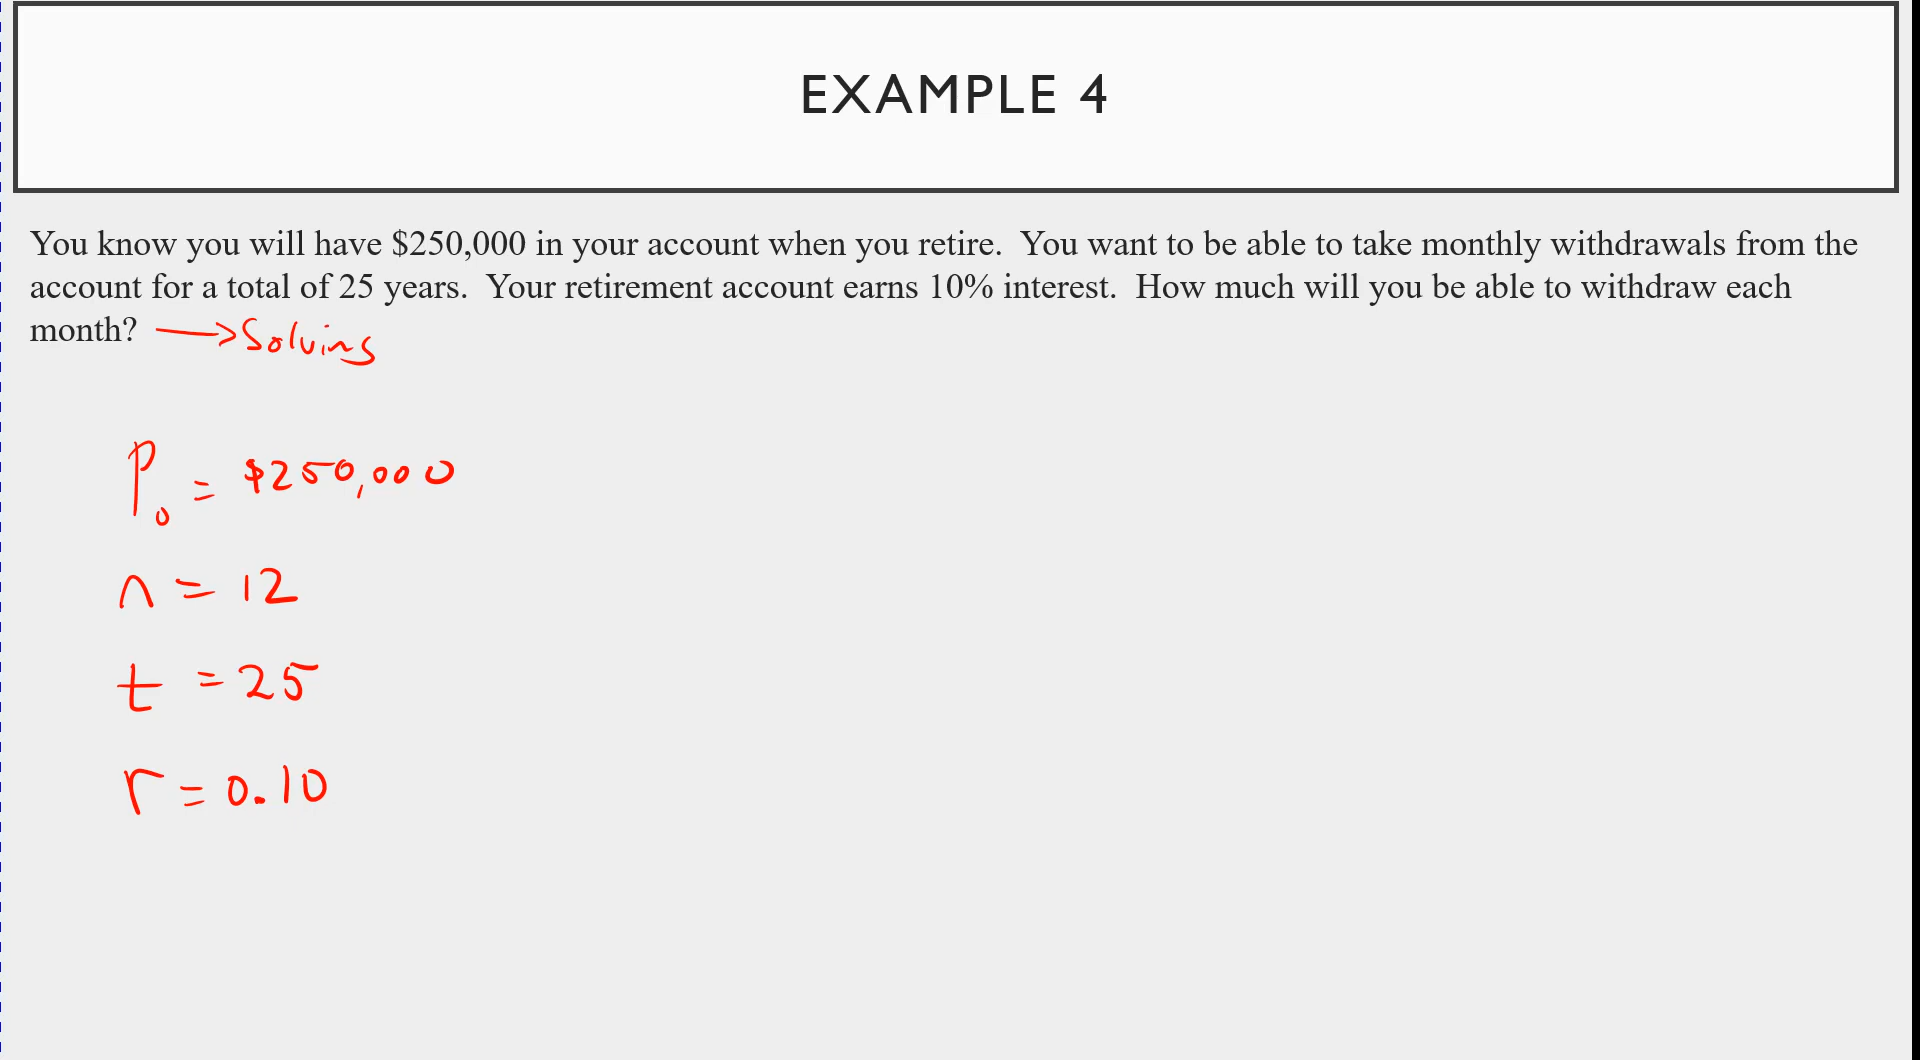 EXAMPLE 4
You know you will have $250,000 in your account when you retire. You want to be able to take monthly withdrawals from the
account for a total of 25 years. Your retirement account earns 10% interest. How much will you be able to withdraw each
month? → Solving
P₀ = $250,000
n = 12
t = 25
r = 0.10